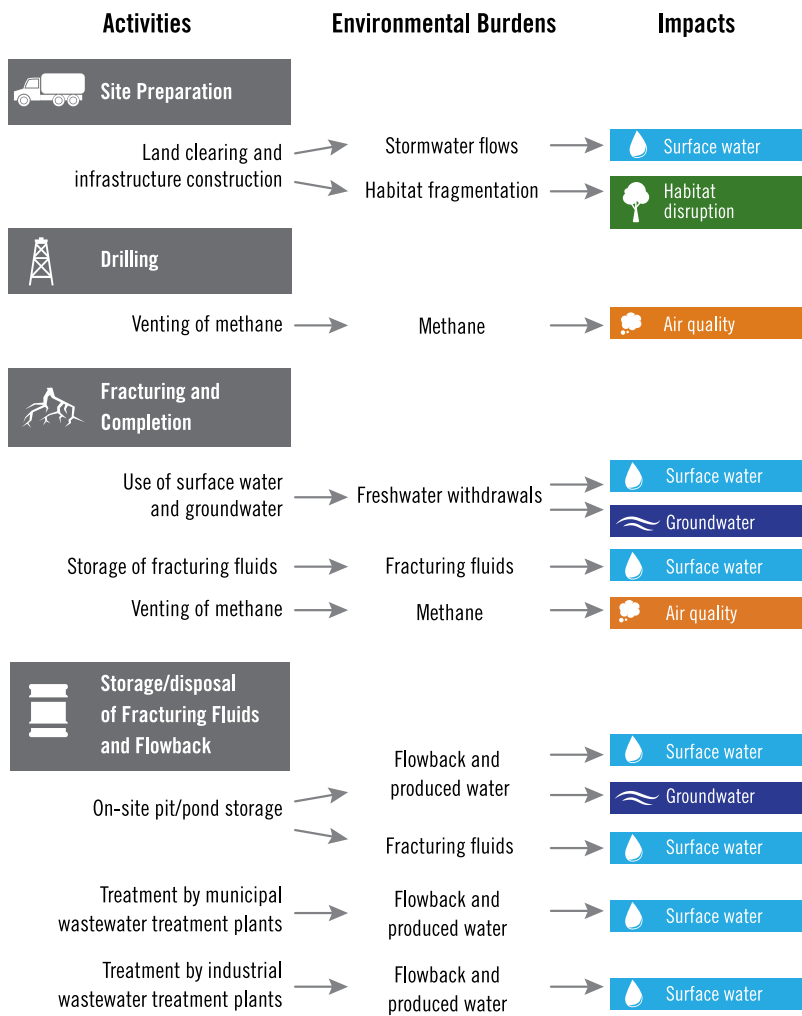 Activities Environmental Burdens Impacts
Site Preparation
Land clearing and
infrastructure construction
Stormwater flows
Surface water
Habitat fragmentation
Habitat
disruption
Drilling
Venting of methane
Methane
Air quality
Fracturing and
Completion
Use of surface water
and groundwater
Freshwater withdrawals
Surface water
Groundwater
Storage of fracturing fluids
Fracturing fluids
Surface water
Venting of methane
Methane
Air quality
Storage/disposal
of Fracturing Fluids
and Flowback
On-site pit/pond storage
Flowback and
produced water
Surface water
Groundwater
Fracturing fluids
Surface water
Treatment by municipal
wastewater treatment plants
Flowback and
produced water
Surface water
Treatment by industrial
wastewater treatment plants
Flowback and
produced water
Surface water